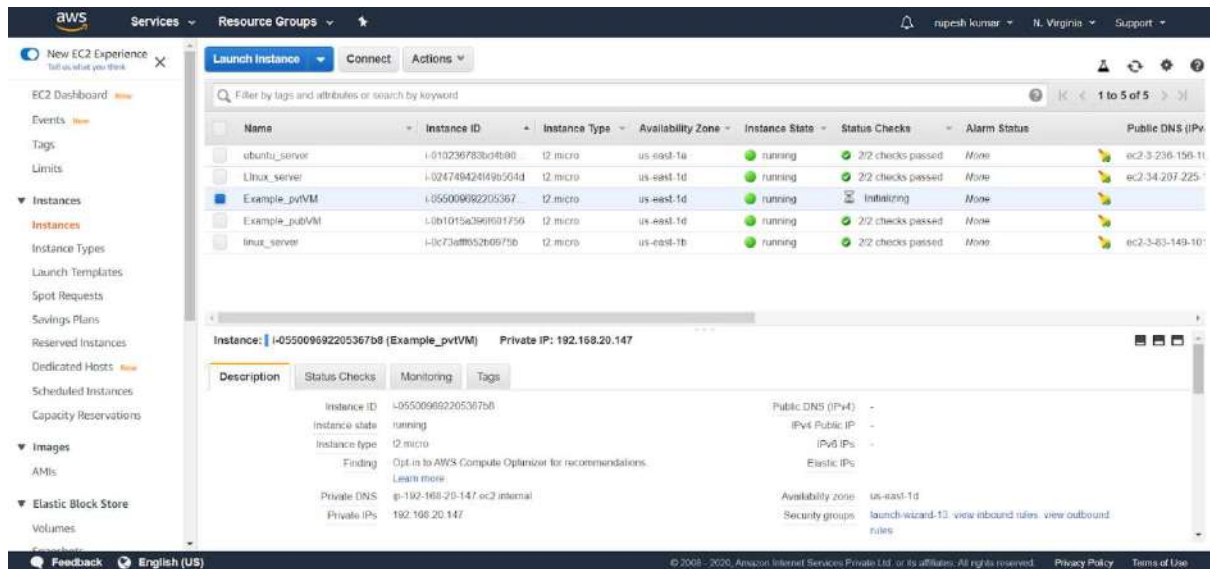 aws Services Resource Groups rupesh kumar N. Virginia Support
New EC2 Experience
Tell us what you think
EC2 Dashboard New
Events New
Tags
Limits
Instances
Instances
Instance Types
Launch Templates
Spot Requests
Savings Plans
Reserved Instances
Dedicated Hosts New
Scheduled Instances
Capacity Reservations
Images
AMIs
Elastic Block Store
Volumes
Launch Instance Connect Actions
Filter by tags and attributes or search by keyword 1 to 5 of 5
Name Instance ID Instance Type Availability Zone Instance State Status Checks Alarm Status Public DNS (IPv
ubuntu_server t2.micro us-east-1a running 2/2 checks passed None
Linux_server t2.micro us-east-1d running 2/2 checks passed None ec2-34-207-225-
Example_pvtVM i-055009692205367... t2.micro us-east-1d running Initializing None
Example_pubVM t2.micro us-east-1d running 2/2 checks passed None
linux_server t2.micro us-east-1b running 2/2 checks passed None ec2-3-83-149-10
Instance: i-055009692205367b8 (Example_pvtVM) Private IP: 192.168.20.147
Description Status Checks Monitoring Tags
Instance ID i-055009692205367b8
Instance state running
Instance type t2.micro
Finding Opt-in to AWS Compute Optimizer for recommendations.
Learn more
Private DNS ip-192-168-20-147.ec2.internal
Private IPs 192.168.20.147
Public DNS (IPv4) -
IPv4 Public IP -
IPv6 IPs -
Elastic IPs
Availability zone us-east-1d
Security groups launch-wizard-13. view inbound rules. view outbound
rules
Feedback English (US) © 2008 - 2020, Amazon Internet Services Private Ltd. or its affiliates. All rights reserved. Privacy Policy Terms of Use